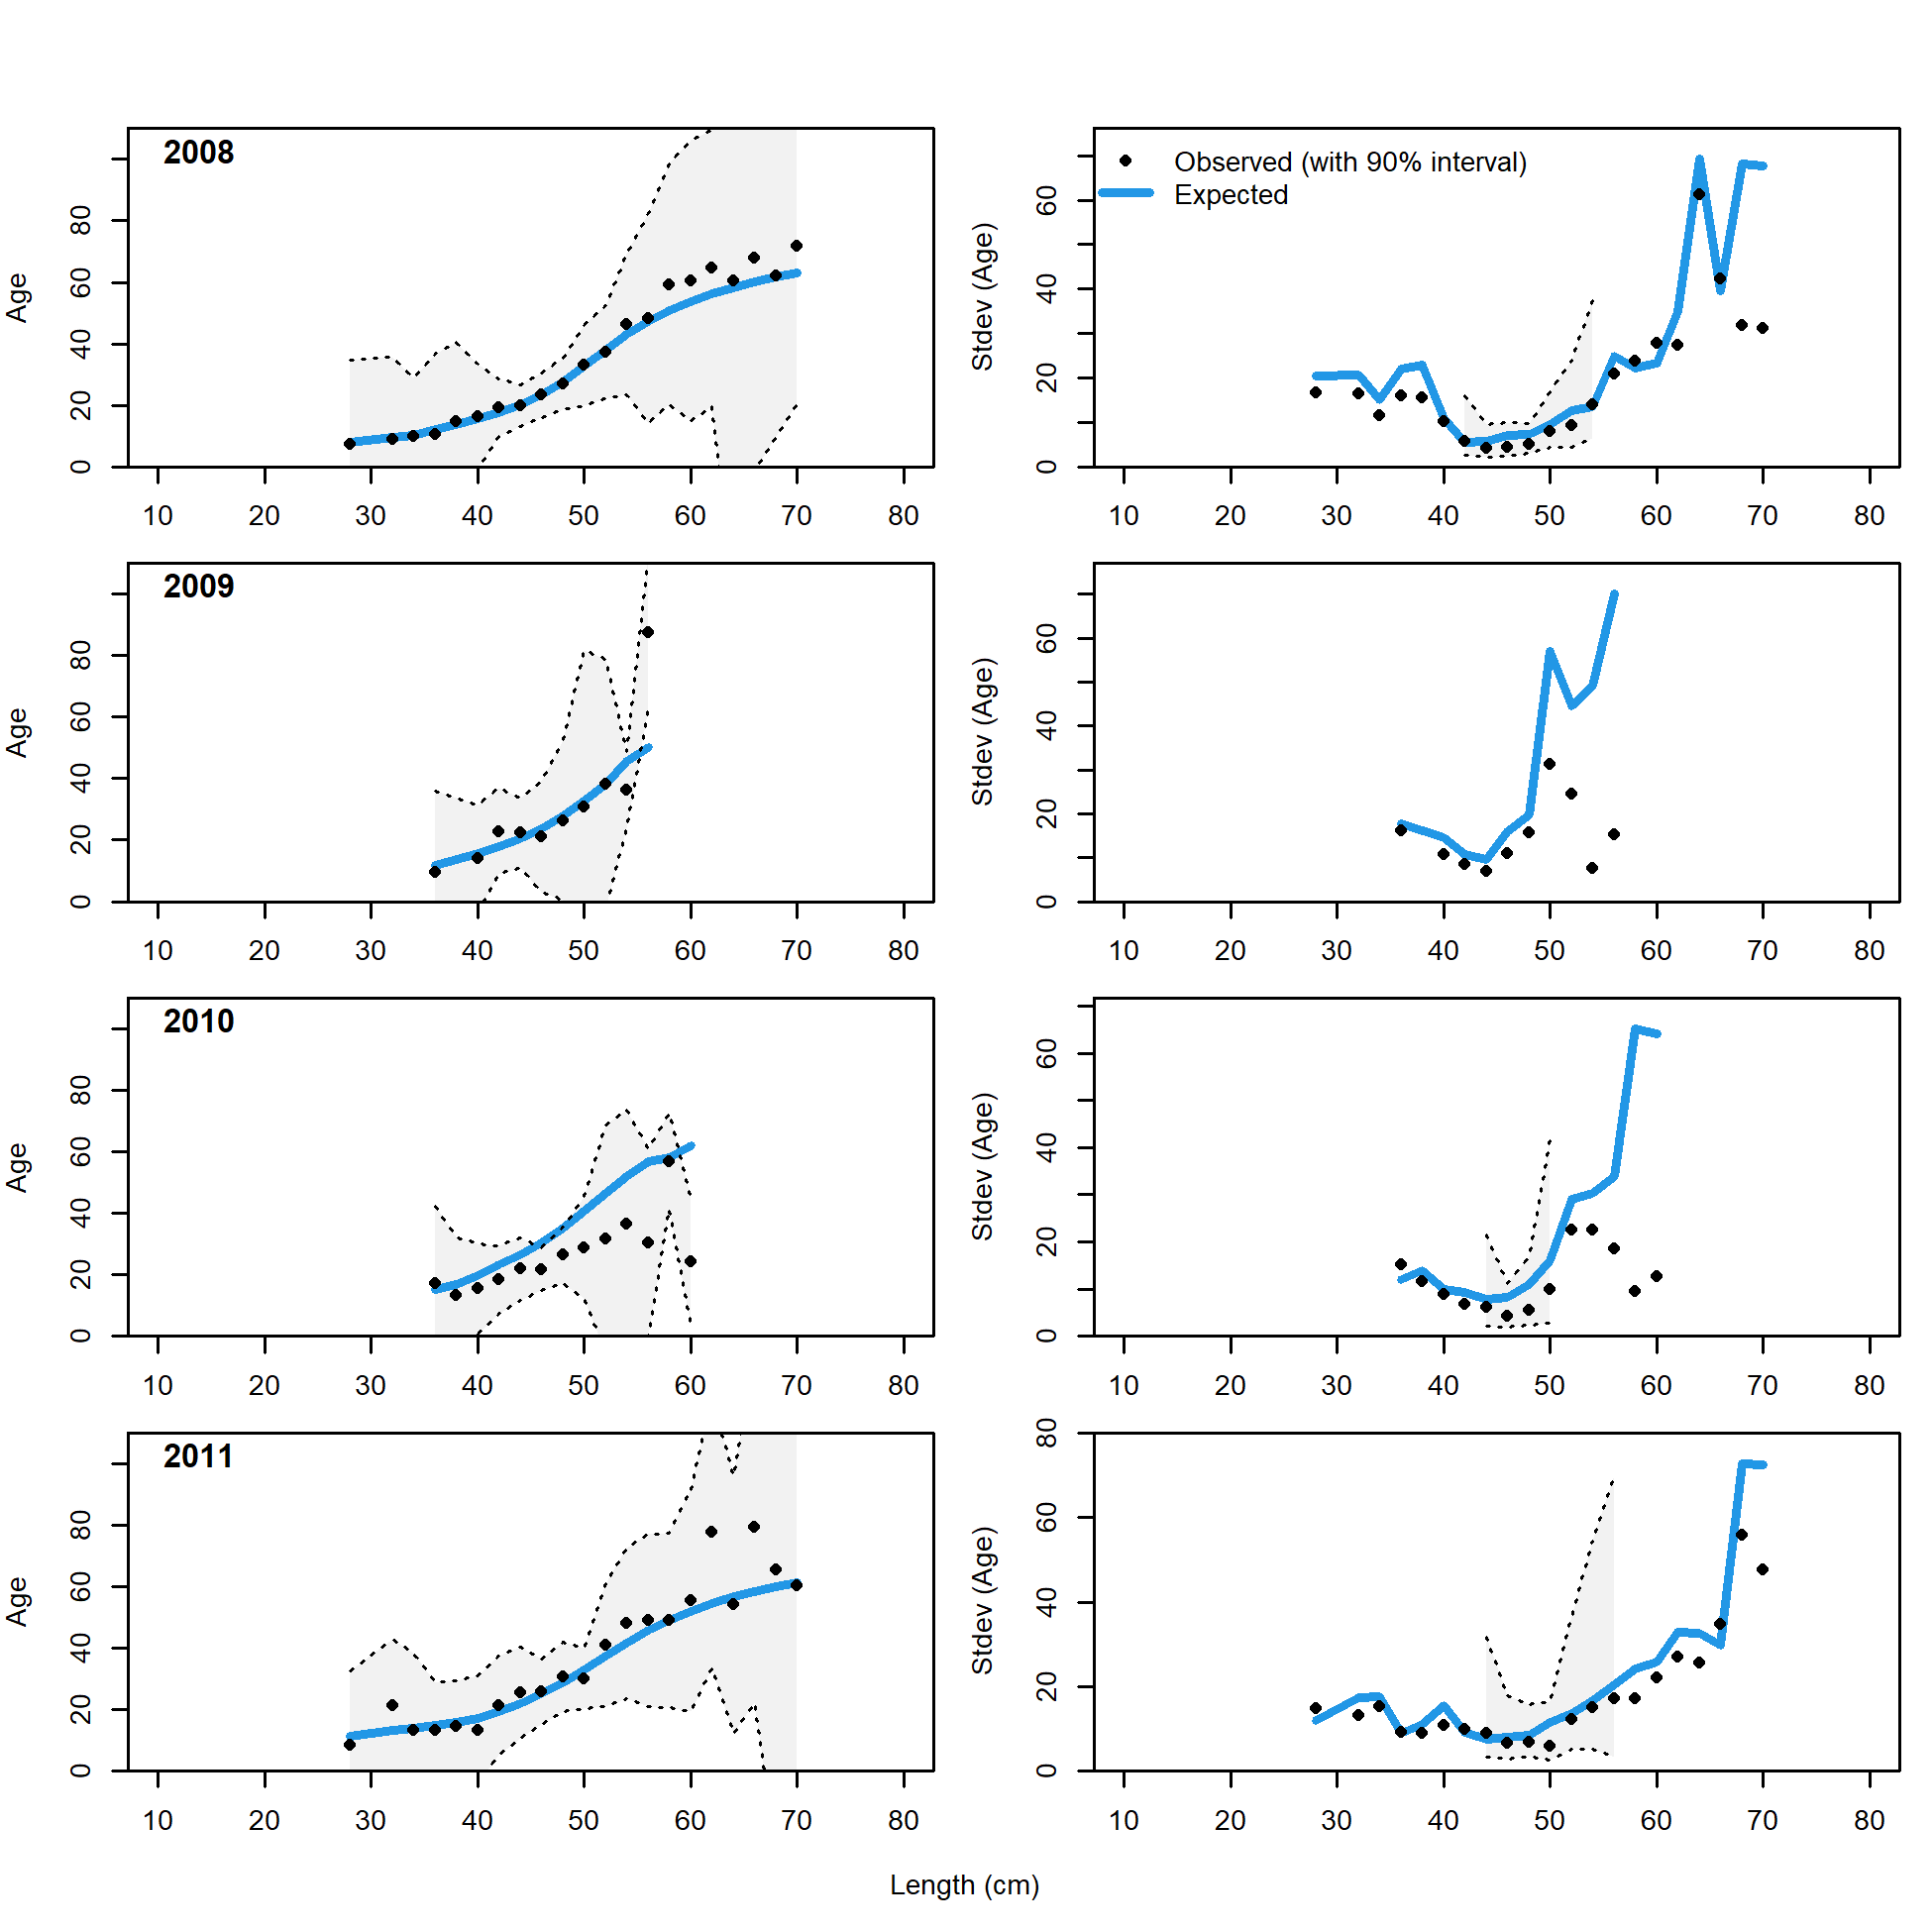 2008
Age
0 20 40 60 80
10 20 30 40 50 60 70 80
Observed (with 90% interval)
Expected
Stdev (Age)
0 20 40 60
10 20 30 40 50 60 70 80
2009
Age
0 20 40 60 80
10 20 30 40 50 60 70 80
Stdev (Age)
0 20 40 60
10 20 30 40 50 60 70 80
2010
Age
0 20 40 60 80
10 20 30 40 50 60 70 80
Stdev (Age)
0 20 40 60
10 20 30 40 50 60 70 80
2011
Age
0 20 40 60 80
10 20 30 40 50 60 70 80
Stdev (Age)
0 20 40 60 80
10 20 30 40 50 60 70 80
Length (cm)